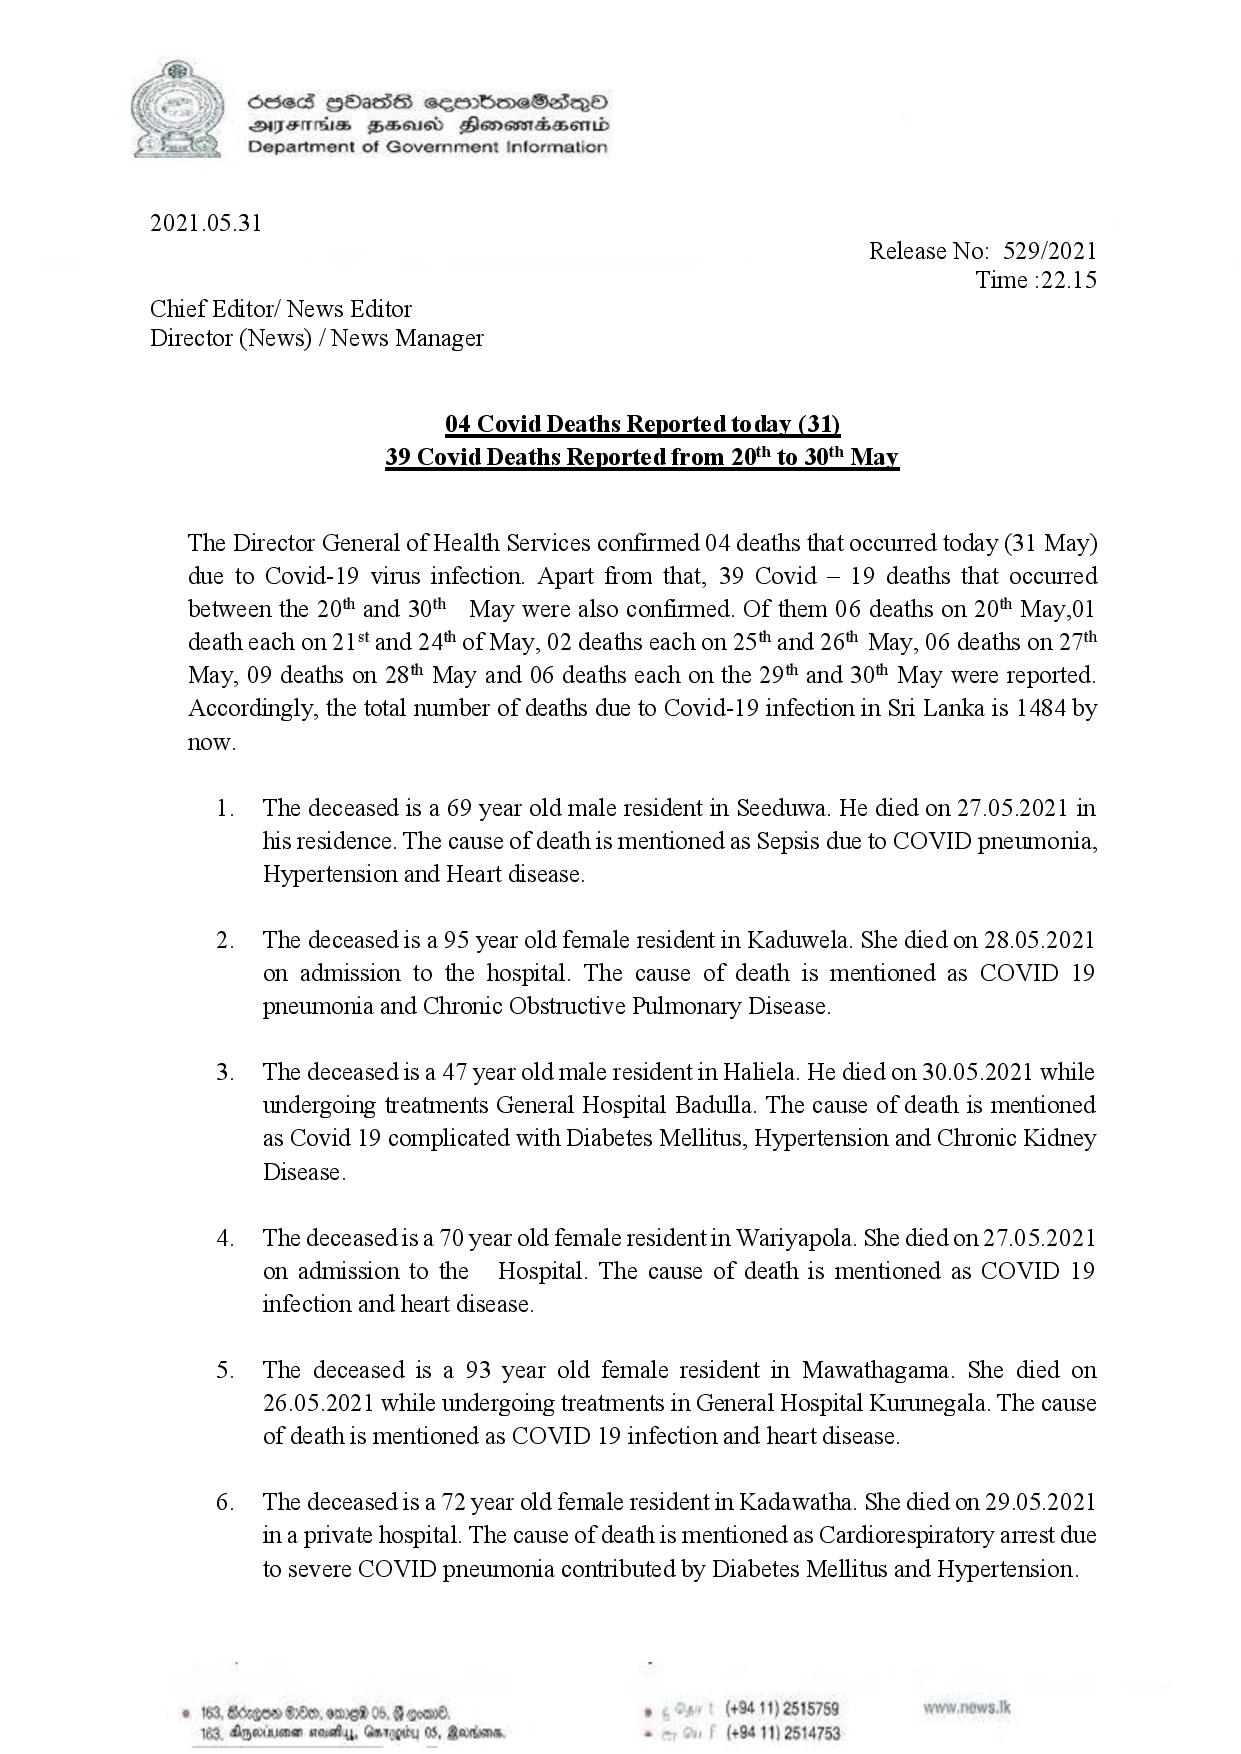 රජයේ ප්‍රවෘත්ති දෙපාර්තමේන්තුව
அரசாங்க தகவல் திணைக்களம்
Department of Government Information
2021.05.31
Release No: 529/2021
Time :22.15
Chief Editor/ News Editor
Director (News) / News Manager
04 Covid Deaths Reported today (31)
39 Covid Deaths Reported from 20th to 30th May
The Director General of Health Services confirmed 04 deaths that occurred today (31 May)
due to Covid-19 virus infection. Apart from that, 39 Covid – 19 deaths that occurred
between the 20th and 30th May were also confirmed. Of them 06 deaths on 20th May,01
death each on 21st and 24th of May, 02 deaths each on 25th and 26th May, 06 deaths on 27th
May, 09 deaths on 28th May and 06 deaths each on the 29th and 30th May were reported.
Accordingly, the total number of deaths due to Covid-19 infection in Sri Lanka is 1484 by
now.
1. The deceased is a 69 year old male resident in Seeduwa. He died on 27.05.2021 in
his residence. The cause of death is mentioned as Sepsis due to COVID pneumonia,
Hypertension and Heart disease.
2. The deceased is a 95 year old female resident in Kaduwela. She died on 28.05.2021
on admission to the hospital. The cause of death is mentioned as COVID 19
pneumonia and Chronic Obstructive Pulmonary Disease.
3. The deceased is a 47 year old male resident in Haliela. He died on 30.05.2021 while
undergoing treatments General Hospital Badulla. The cause of death is mentioned
as Covid 19 complicated with Diabetes Mellitus, Hypertension and Chronic Kidney
Disease.
4. The deceased is a 70 year old female resident in Wariyapola. She died on 27.05.2021
on admission to the Hospital. The cause of death is mentioned as COVID 19
infection and heart disease.
5. The deceased is a 93 year old female resident in Mawathagama. She died on
26.05.2021 while undergoing treatments in General Hospital Kurunegala. The cause
of death is mentioned as COVID 19 infection and heart disease.
6. The deceased is a 72 year old female resident in Kadawatha. She died on 29.05.2021
in a private hospital. The cause of death is mentioned as Cardiorespiratory arrest due
to severe COVID pneumonia contributed by Diabetes Mellitus and Hypertension.
163, කිරුලපන මාවත, කොළඹ 05, ශ්‍රී ලංකාව.
163, கிருலப்பனை எவனியூ, கொழும்பு 05, இலங்கை.
(+94 11) 2515759
(+94 11) 2514753
www.news.lk